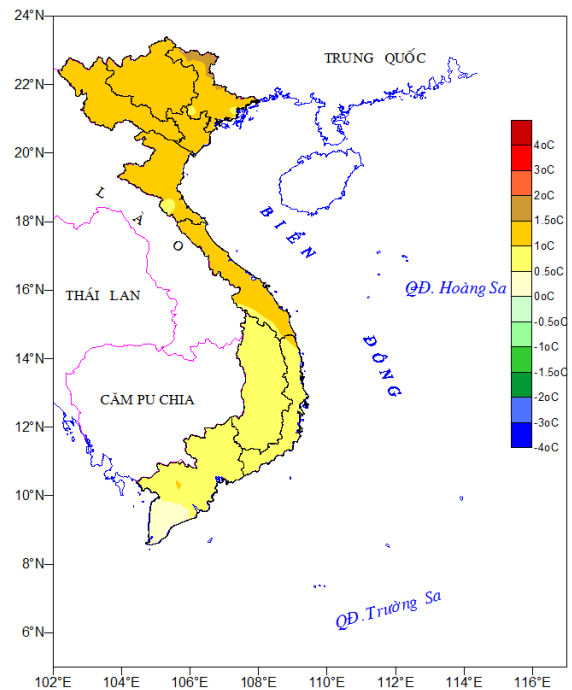 24°N
22°N
20°N
18°N
16°N
14°N
12°N
10°N
8°N
6°N
TRUNG QUỐC
L À O
BIỂN
ĐÔNG
QĐ. Hoàng Sa
THÁI LAN
CĂM PU CHIA
QĐ.Trường Sa
4oC
3oC
2oC
1.5oC
1oC
0.5oC
0oC
-0.5oC
-1oC
-1.5oC
-2oC
-3oC
-4oC
102°E 104°E 106°E 108°E 110°E 112°E 114°E 116°E